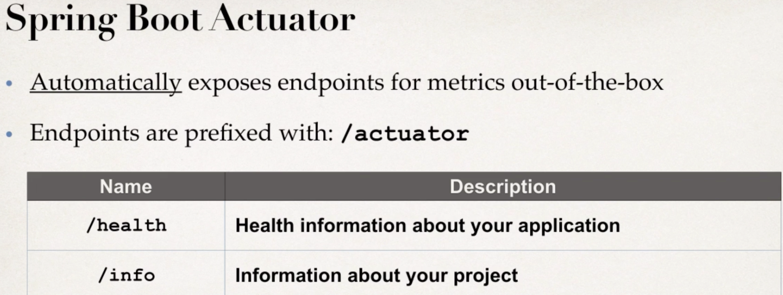 Spring Boot Actuator
• Automatically exposes endpoints for metrics out-of-the-box
• Endpoints are prefixed with: /actuator
Name Description
/health Health information about your application
/info Information about your project